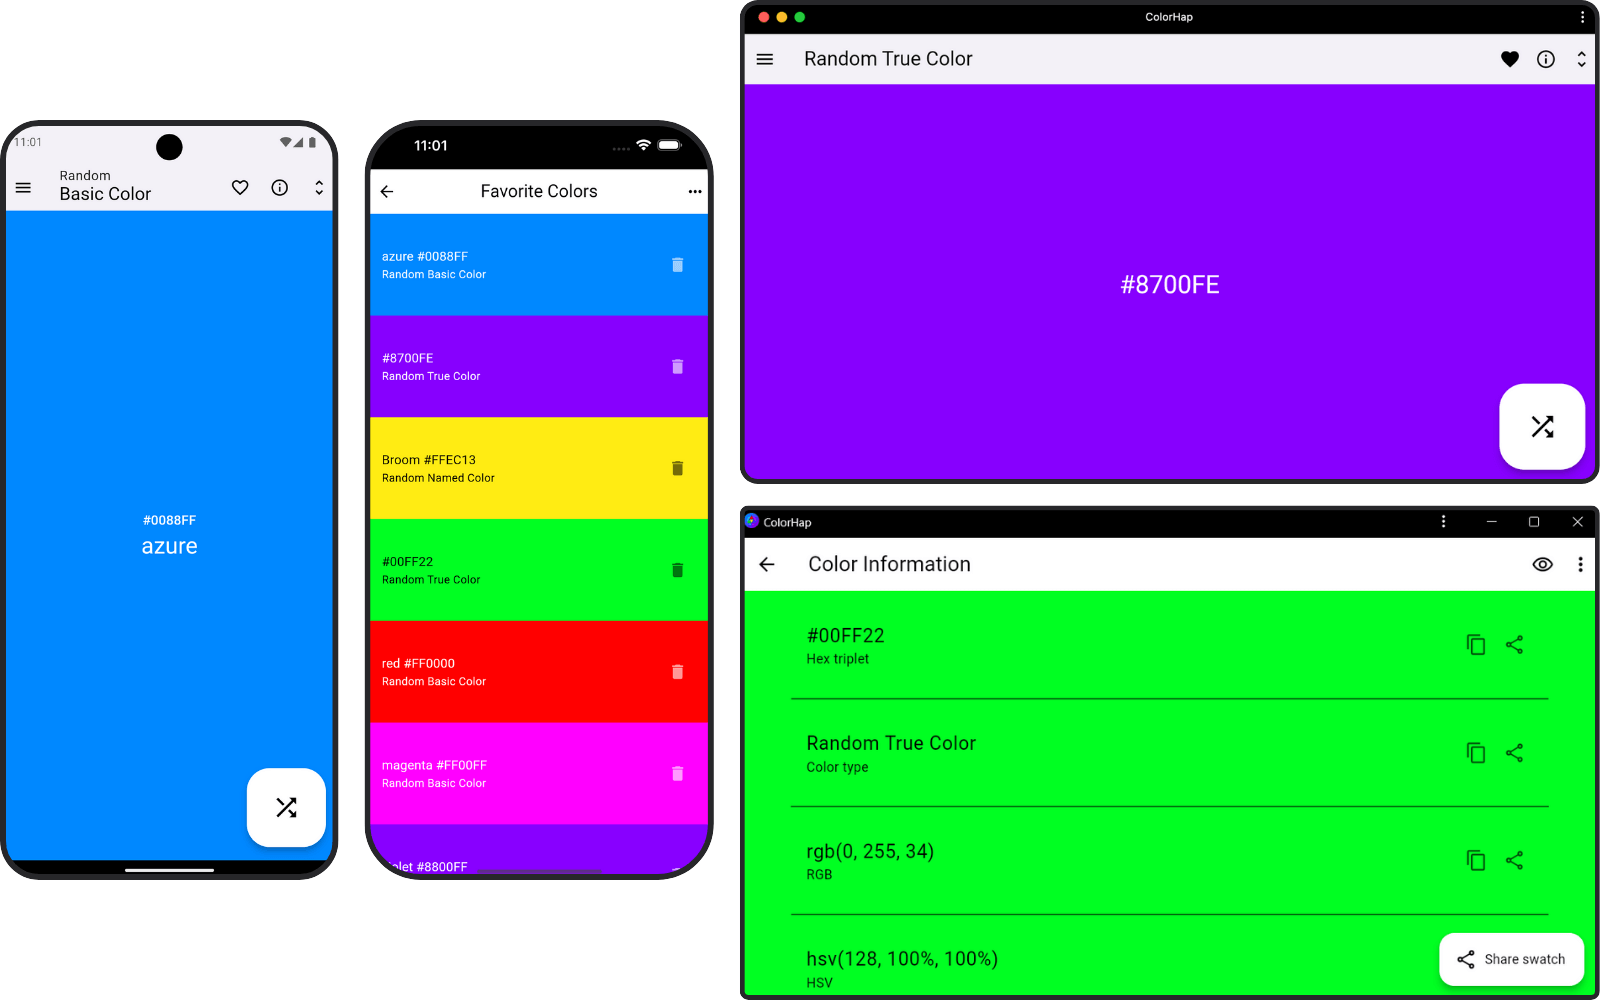 11:01
Random
Basic Color
#0088FF
azure
11:01
Favorite Colors
azure #0088FF
Random Basic Color
#8700FE
Random True Color
Broom #FFEC13
Random Named Color
#00FF22
Random True Color
red #FF0000
Random Basic Color
magenta #FF00FF
Random Basic Color
olet #8800FF
ColorHap
Random True Color
#8700FE
ColorHap
Color Information
#00FF22
Hex triplet
Random True Color
Color type
rgb(0, 255, 34)
RGB
hsv(128, 100%, 100%)
HSV
Share swatch